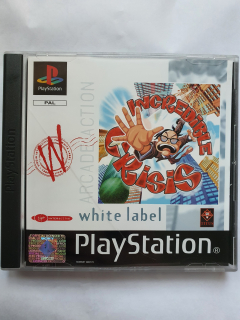 PlayStation
PlayStation
PAL
ARCADE ACTION
INCREDIBLE
CRISIS
W
white label
PlayStation®